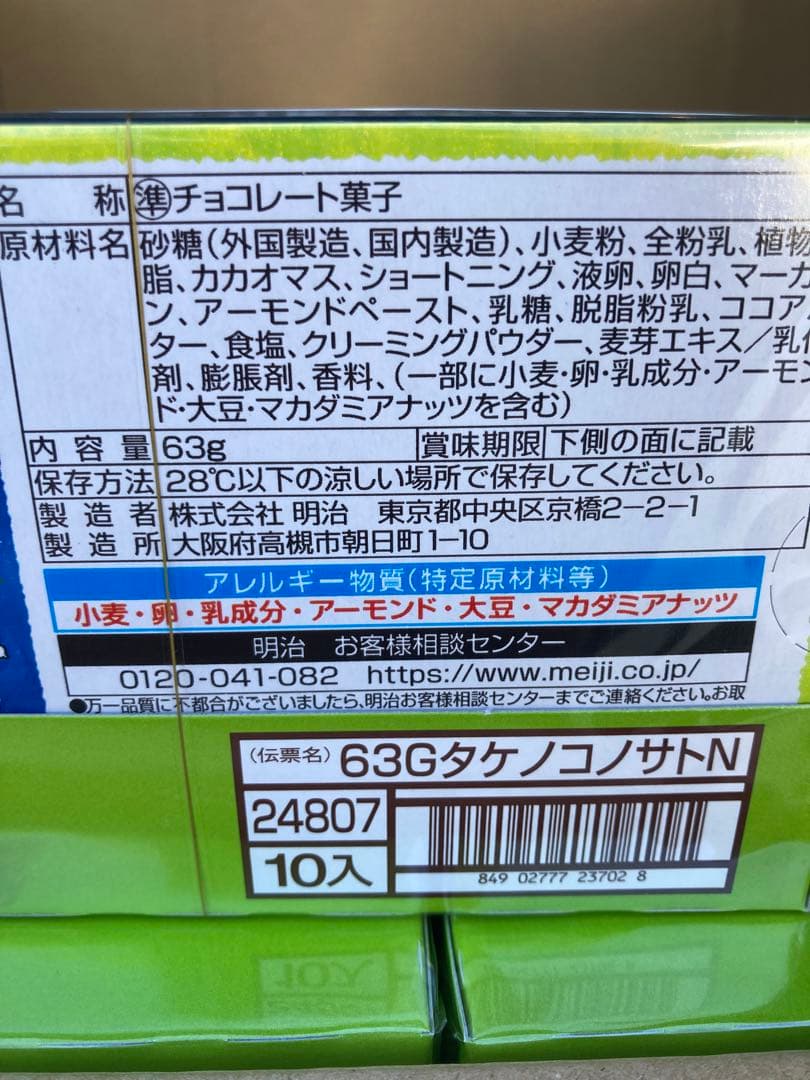 名 称 準チョコレート菓子
原材料名 砂糖(外国製造、国内製造)、小麦粉、全粉乳、植物
脂、カカオマス、ショートニング、液卵、卵白、マーガ
ン、アーモンドペースト、乳糖、脱脂粉乳、ココア
ター、食塩、クリーミングパウダー、麦芽エキス/乳化
剤、膨脹剤、香料、(一部に小麦・卵・乳成分・アーモン
ド・大豆・マカダミアナッツを含む)
内容量 63g 賞味期限 下側の面に記載
保存方法 28℃以下の涼しい場所で保存してください。
製造者 株式会社 明治 東京都中央区京橋2-2-1
製造所 大阪府高槻市朝日町1-10
アレルギー物質(特定原材料等)
小麦・卵・乳成分・アーモンド・大豆・マカダミアナッツ
明治 お客様相談センター
0120-041-082 https://www.meiji.co.jp/
●万一品質に不都合がございましたら、明治お客様相談センターまでご連絡ください。お取
(伝票名) 63GタケノコノサトN
24807
10入
849 02777 23702 8
10入